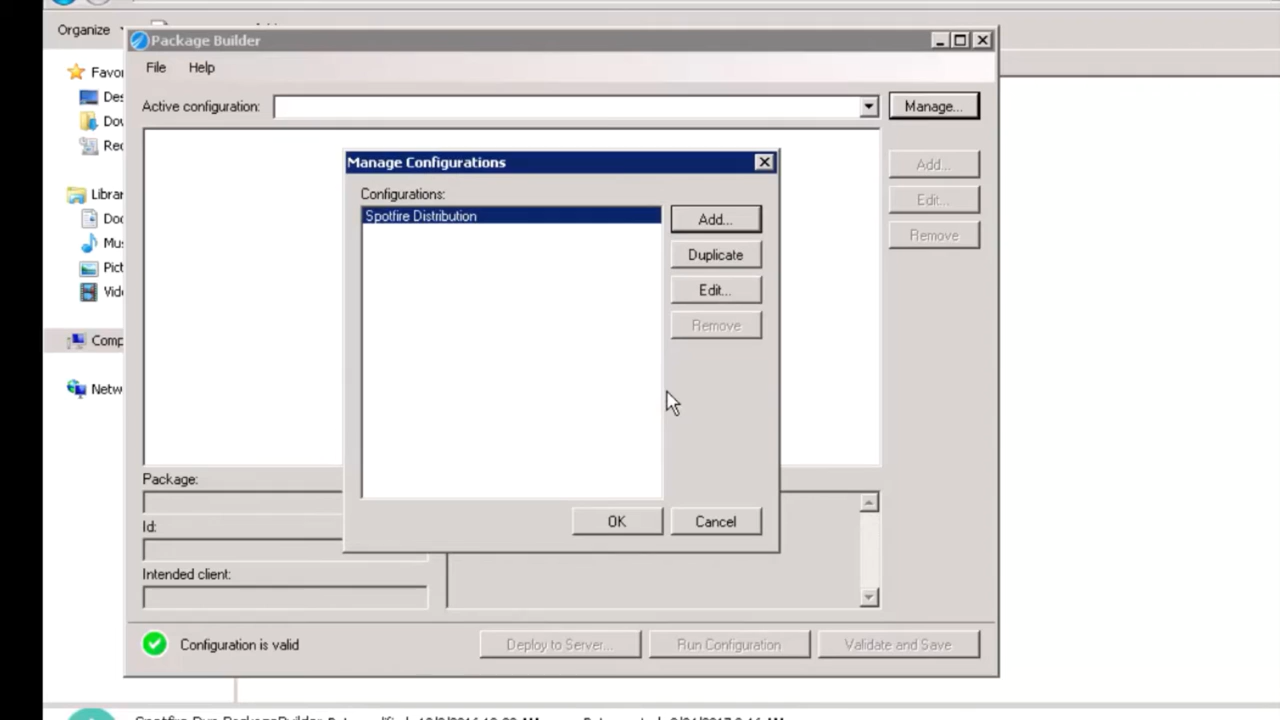 Organize
Package Builder
File Help
Active configuration:
Manage...
Add...
Edit...
Remove
Manage Configurations
Configurations:
Spotfire Distribution
Add...
Duplicate
Edit...
Remove
OK
Cancel
Package:
Id:
Intended client:
Configuration is valid
Deploy to Server...
Run Configuration
Validate and Save
Favor
Des
Dov
Rec
Librar
Doc
Mus
Pict
Vide
Comp
Netw